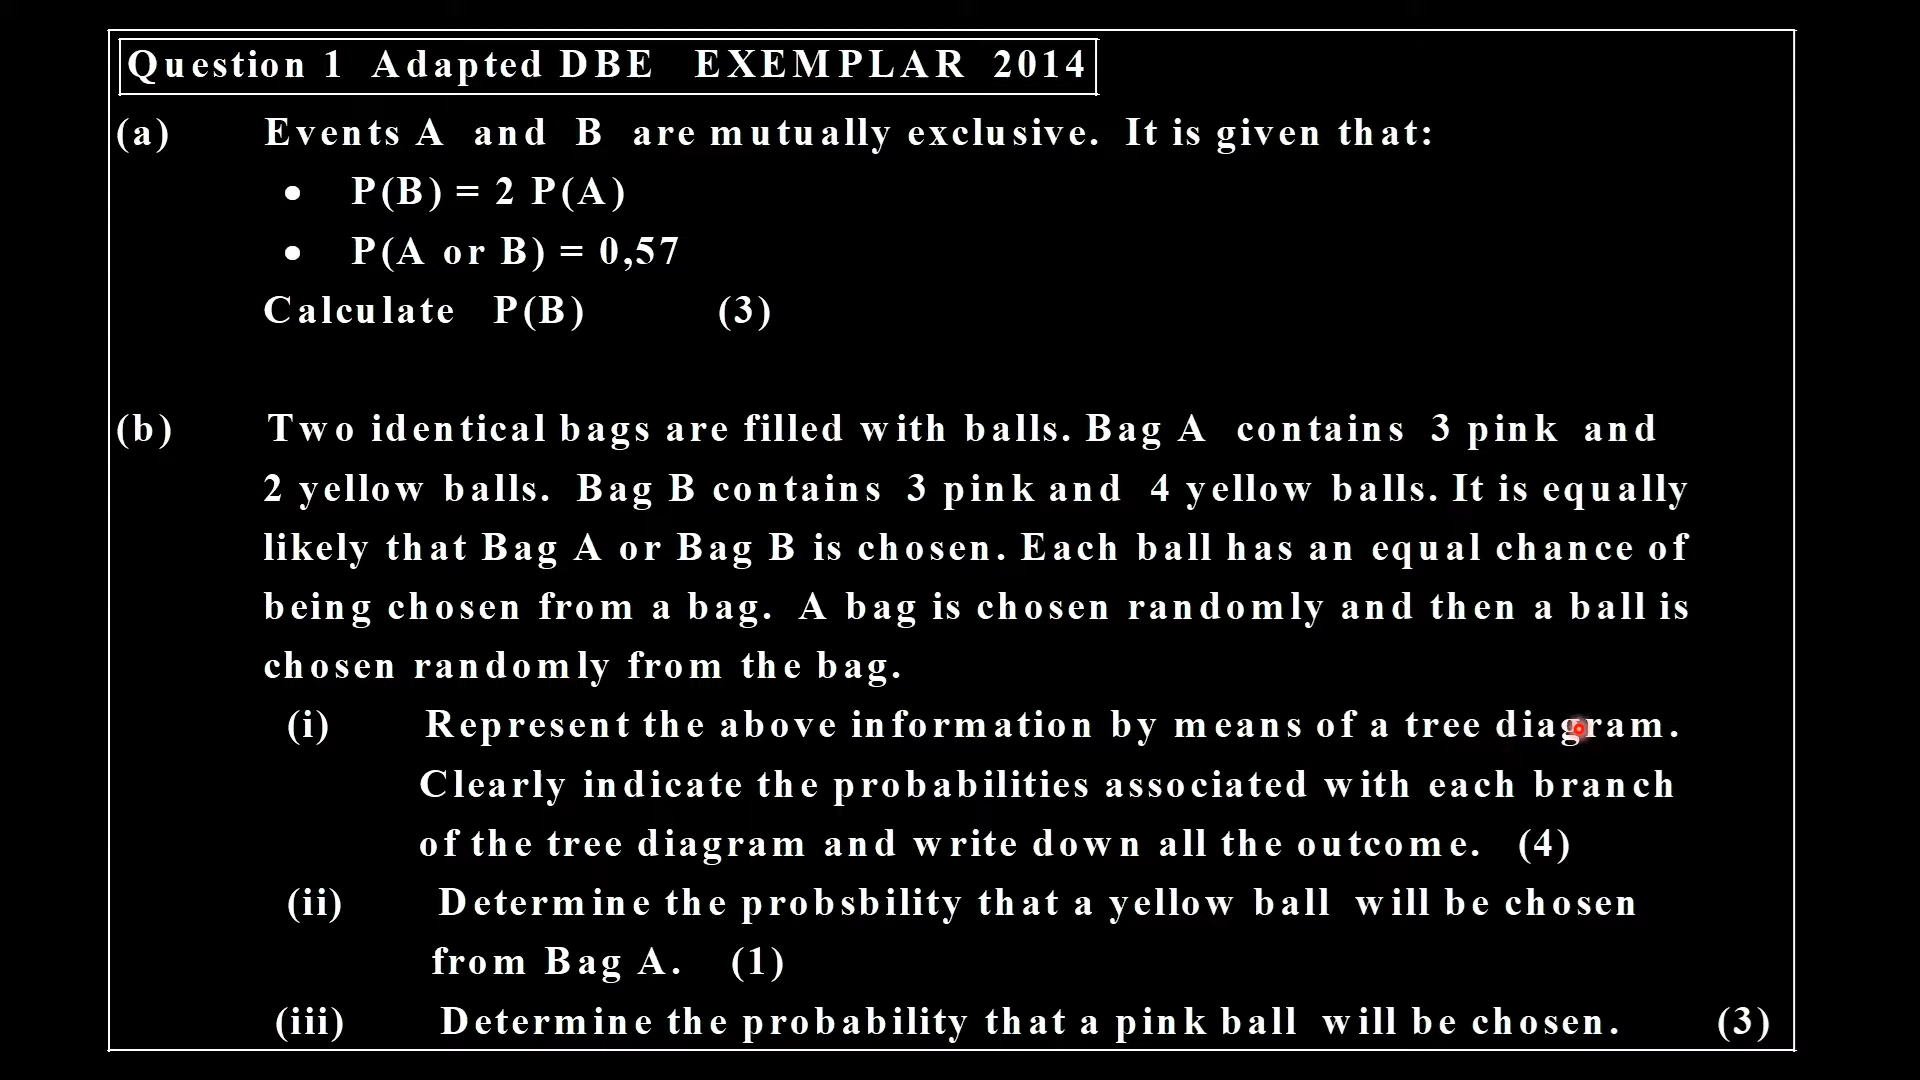 Question 1 Adapted DBE EXEMPLAR 2014
(a) Events A and B are mutually exclusive. It is given that:
• P(B) = 2 P(A)
• P(A or B) = 0,57
Calculate P(B) (3)
(b) Two identical bags are filled with balls. Bag A contains 3 pink and
2 yellow balls. Bag B contains 3 pink and 4 yellow balls. It is equally
likely that Bag A or Bag B is chosen. Each ball has an equal chance of
being chosen from a bag. A bag is chosen randomly and then a ball is
chosen randomly from the bag.
(i) Represent the above information by means of a tree diagram.
Clearly indicate the probabilities associated with each branch
of the tree diagram and write down all the outcome. (4)
(ii) Determine the probsbility that a yellow ball will be chosen
from Bag A. (1)
(iii) Determine the probability that a pink ball will be chosen. (3)